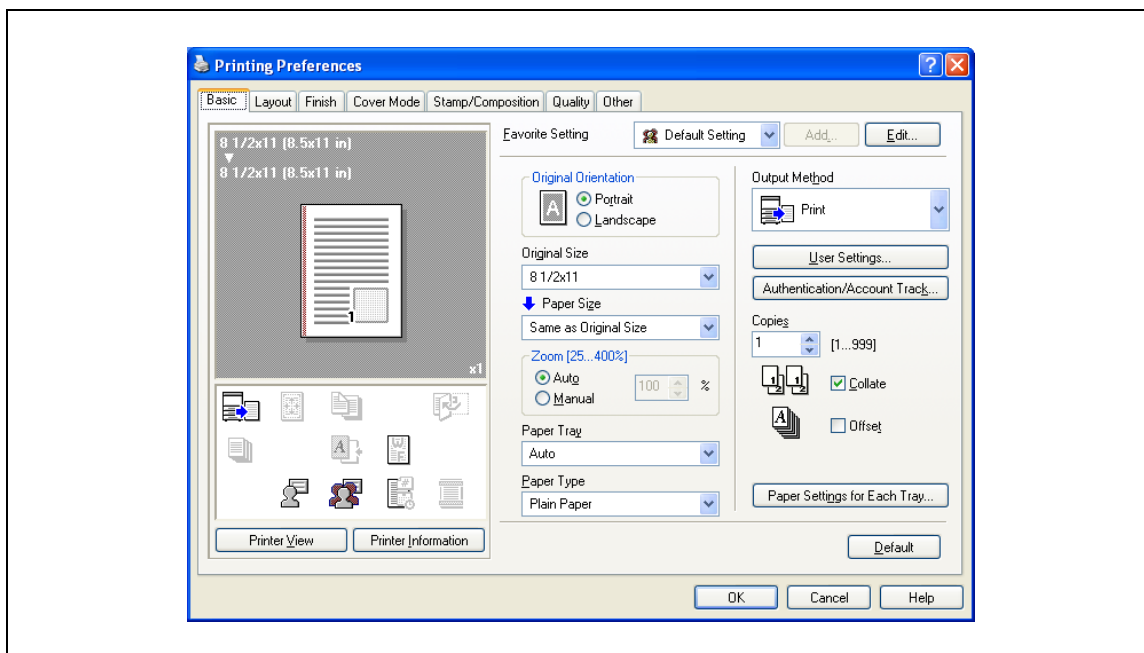 Printing Preferences
Basic Layout Finish Cover Mode Stamp/Composition Quality Other
8 1/2x11 (8.5x11 in)
8 1/2x11 (8.5x11 in)
1
x1
Printer View Printer Information
Favorite Setting Default Setting Add... Edit...
Original Orientation
A
Portrait
Landscape
Original Size
8 1/2x11
Paper Size
Same as Original Size
Zoom [25...400%]
Auto
Manual
100 %
Paper Tray
Auto
Paper Type
Plain Paper
Output Method
Print
User Settings...
Authentication/Account Track...
Copies
1 [1...999]
Collate
Offset
Paper Settings for Each Tray...
Default
OK Cancel Help